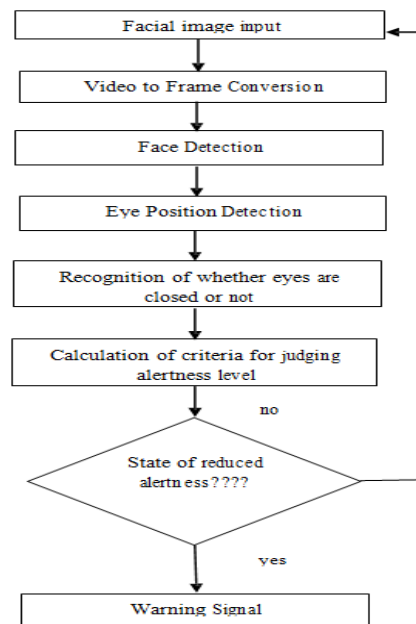 Facial image input
Video to Frame Conversion
Face Detection
Eye Position Detection
Recognition of whether eyes are
closed or not
Calculation of criteria for judging
alertness level
no
State of reduced
alertness????
yes
Warning Signal